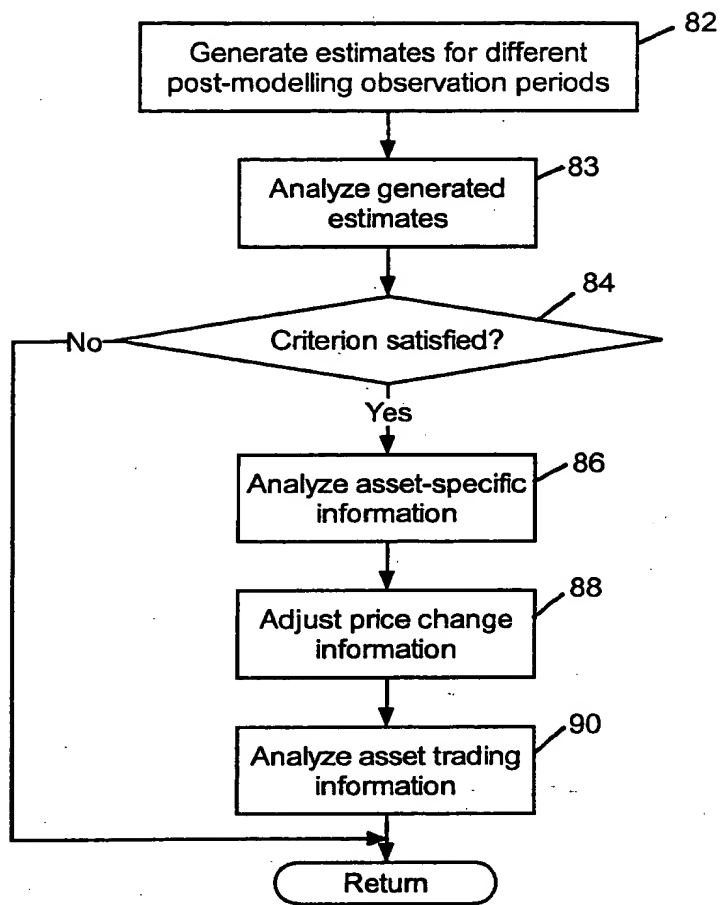 82
Generate estimates for different
post-modelling observation periods
83
Analyze generated
estimates
84
Criterion satisfied?
No
Yes
86
Analyze asset-specific
information
88
Adjust price change
information
90
Analyze asset trading
information
Return